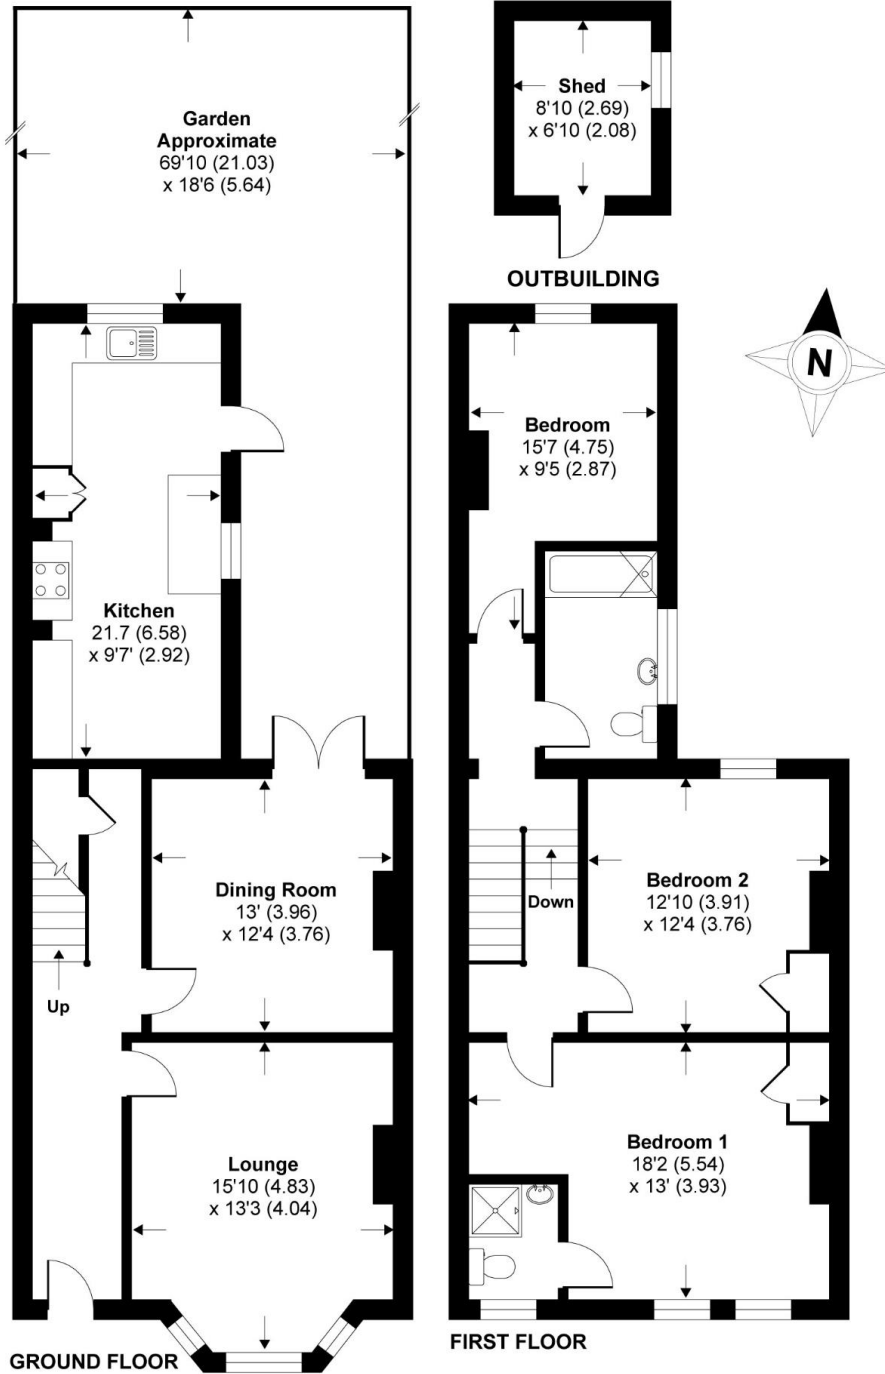 Garden
Approximate
69'10 (21.03)
x 18'6 (5.64)
Shed
8'10 (2.69)
x 6'10 (2.08)
OUTBUILDING
N
Kitchen
21.7 (6.58)
x 9'7' (2.92)
Bedroom
15'7 (4.75)
x 9'5 (2.87)
Dining Room
13' (3.96)
x 12'4 (3.76)
Up
Down
Bedroom 2
12'10 (3.91)
x 12'4 (3.76)
Lounge
15'10 (4.83)
x 13'3 (4.04)
Bedroom 1
18'2 (5.54)
x 13' (3.93)
GROUND FLOOR
FIRST FLOOR